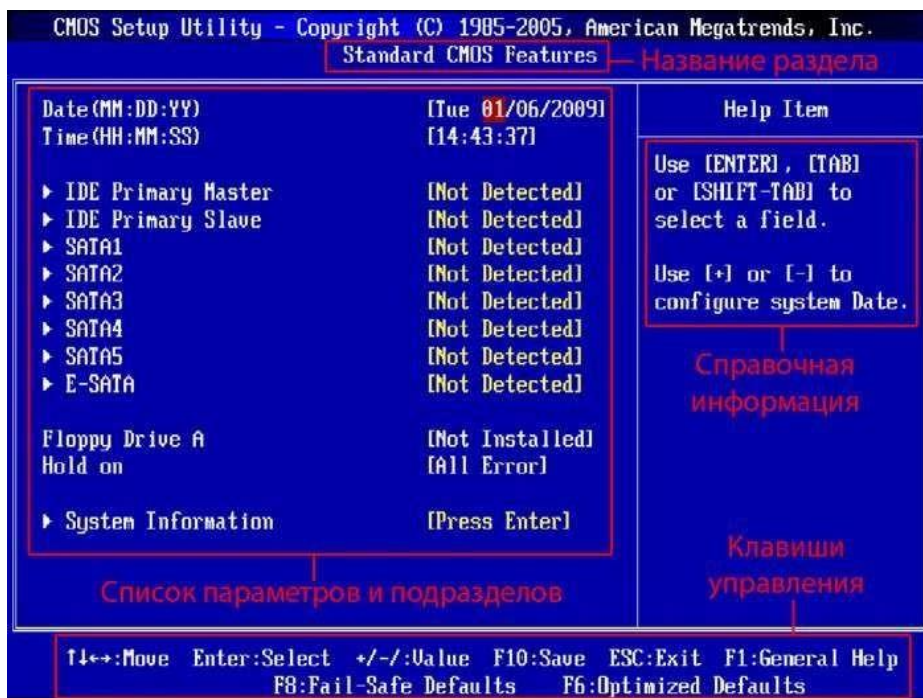 CMOS Setup Utility - Copyright (C) 1985-2005, American Megatrends, Inc.
Standard CMOS Features
Название раздела
Date(MM:DD:YY) [Tue 01/06/2009]
Time(HH:MM:SS) [14:43:37]
▶ IDE Primary Master [Not Detected]
▶ IDE Primary Slave [Not Detected]
▶ SATA1 [Not Detected]
▶ SATA2 [Not Detected]
▶ SATA3 [Not Detected]
▶ SATA4 [Not Detected]
▶ SATA5 [Not Detected]
▶ E-SATA [Not Detected]
Floppy Drive A [Not Installed]
Hold on [All Error]
▶ System Information [Press Enter]
Список параметров и подразделов
Help Item
Use [ENTER], [TAB]
or [SHIFT-TAB] to
select a field.
Use [+] or [-] to
configure system Date.
Справочная
информация
Клавиши
управления
↑↓←→:Move Enter:Select +/-/:Value F10:Save ESC:Exit F1:General Help
F8:Fail-Safe Defaults F6:Optimized Defaults